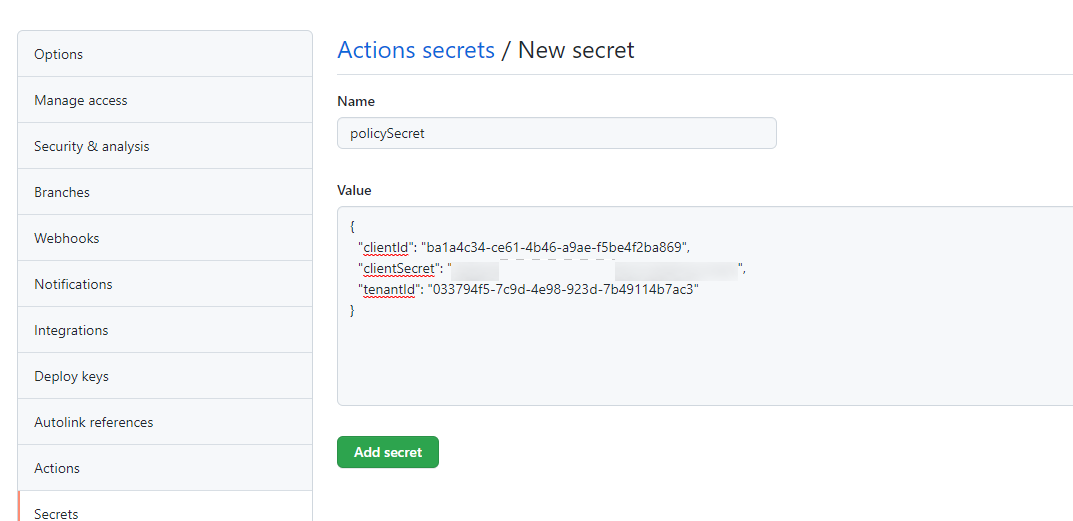 Options
Manage access
Security & analysis
Branches
Webhooks
Notifications
Integrations
Deploy keys
Autolink references
Actions
Secrets
Actions secrets / New secret
Name
policySecret
Value
{
"clientId": "ba1a4c34-ce61-4b46-a9ae-f5be4f2ba869",
"clientSecret": "",
"tenantId": "033794f5-7c9d-4e98-923d-7b49114b7ac3"
}
Add secret